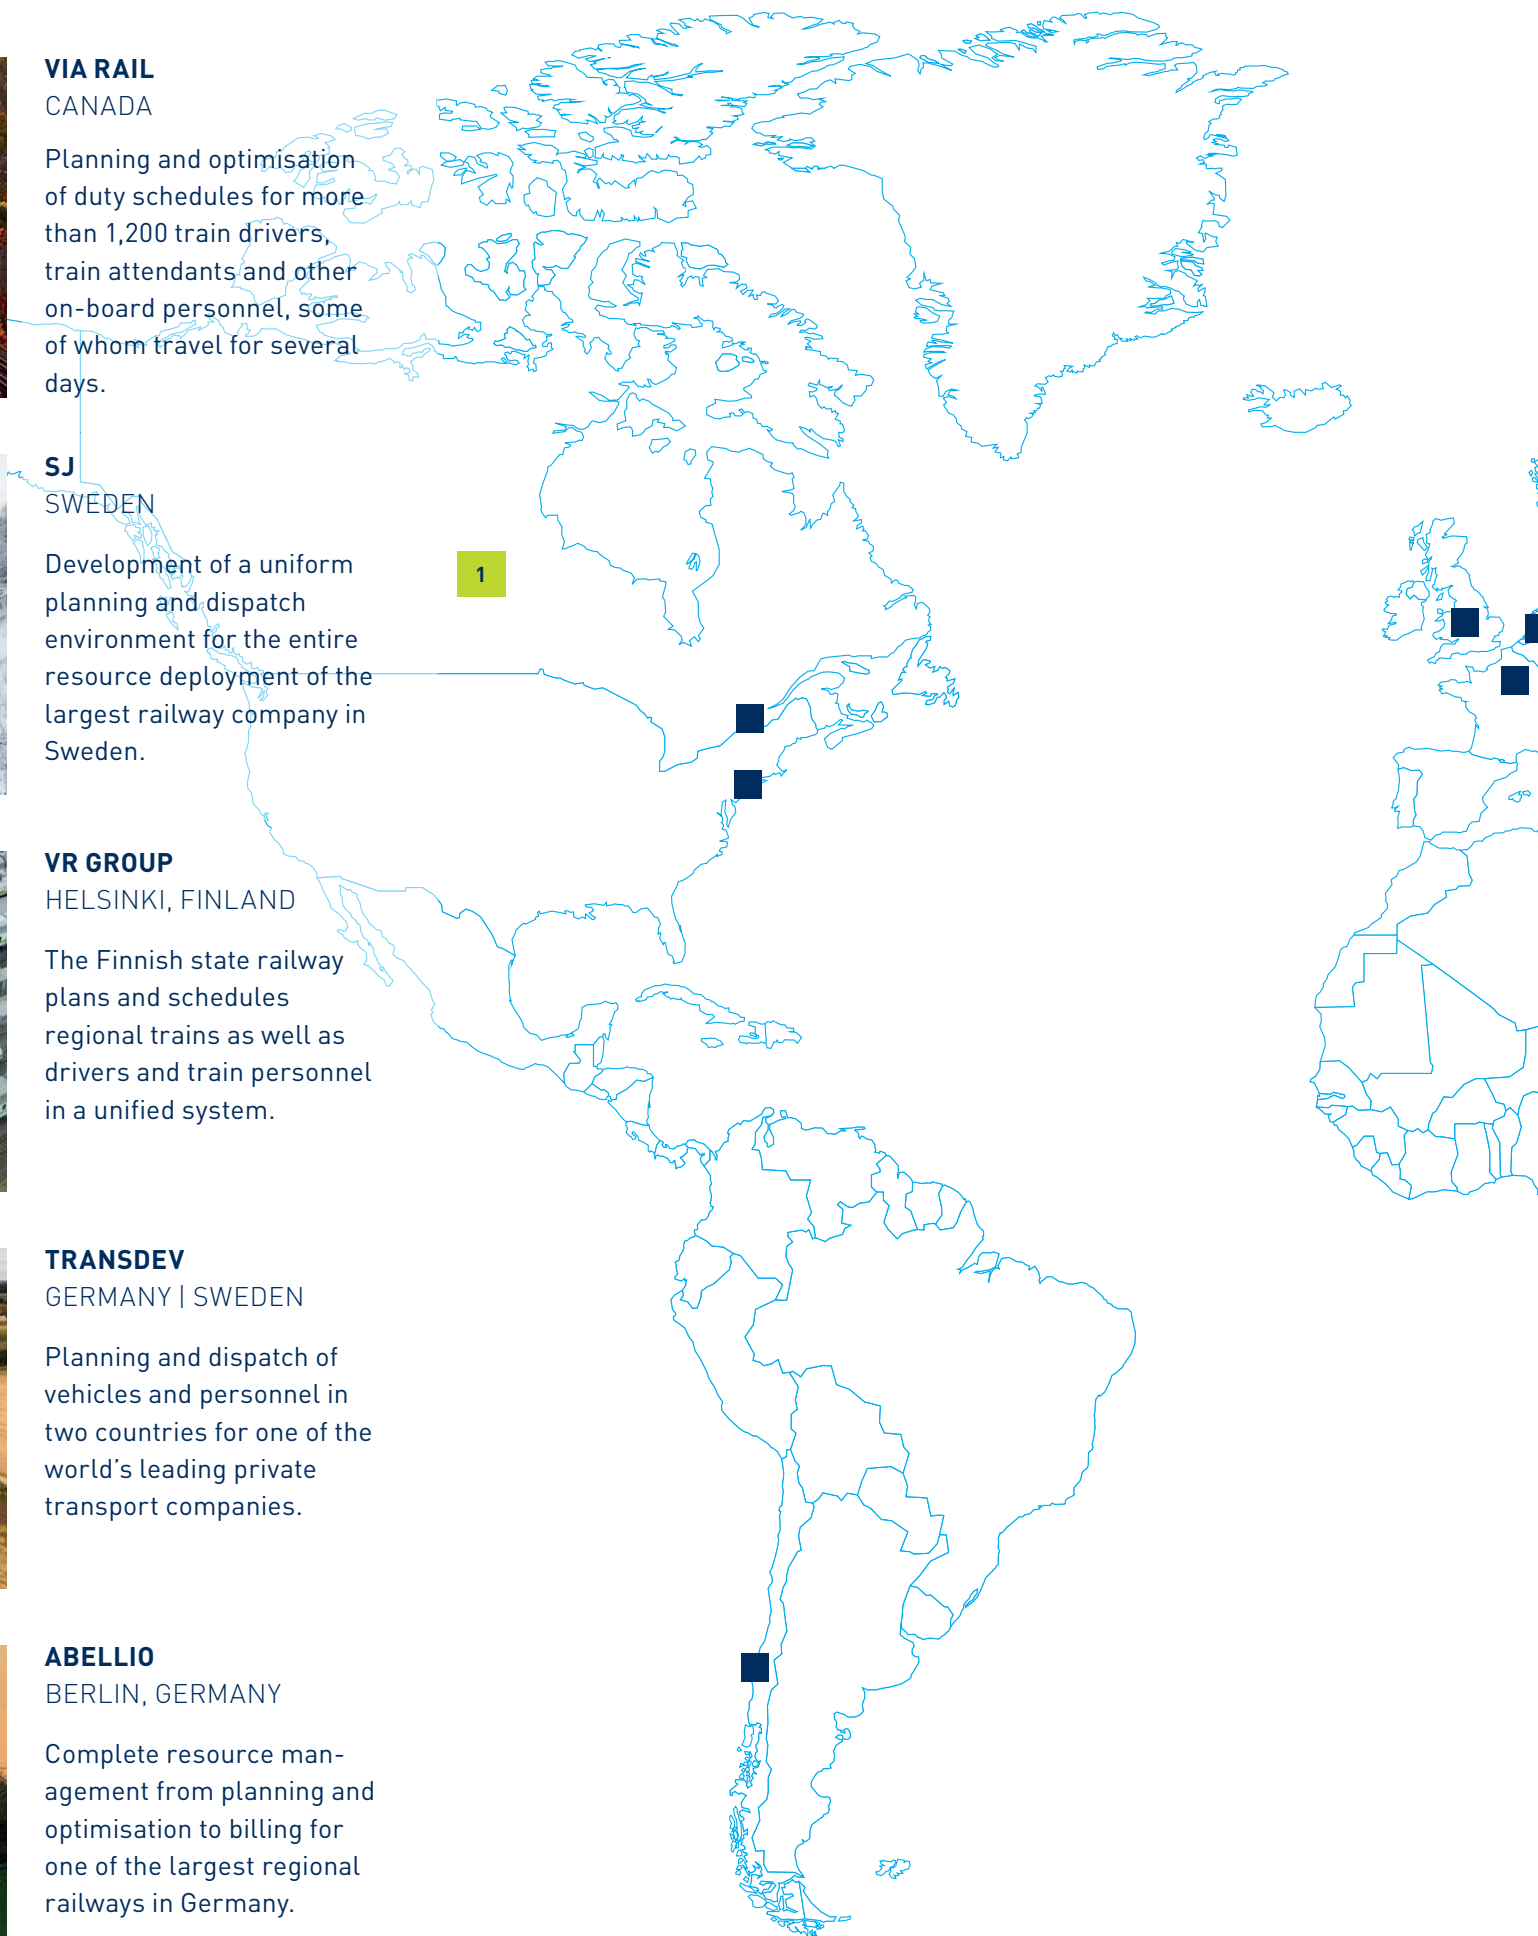 VIA RAIL
CANADA
Planning and optimisation
of duty schedules for more
than 1,200 train drivers,
train attendants and other
on-board personnel, some
of whom travel for several
days.
SJ
SWEDEN
Development of a uniform
planning and dispatch
environment for the entire
resource deployment of the
largest railway company in
Sweden.
1
VR GROUP
HELSINKI, FINLAND
The Finnish state railway
plans and schedules
regional trains as well as
drivers and train personnel
in a unified system.
TRANSDEV
GERMANY | SWEDEN
Planning and dispatch of
vehicles and personnel in
two countries for one of the
world's leading private
transport companies.
ABELLIO
BERLIN, GERMANY
Complete resource man-
agement from planning and
optimisation to billing for
one of the largest regional
railways in Germany.